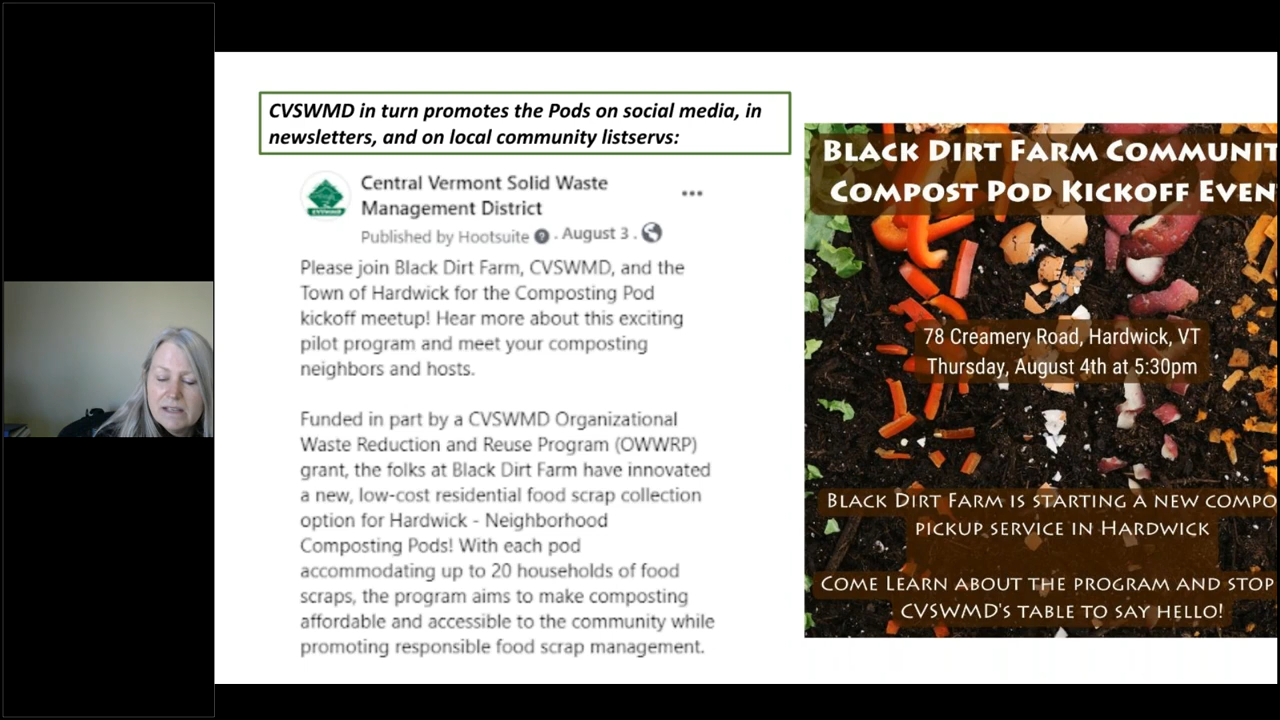 CVSWMD in turn promotes the Pods on social media, in
newsletters, and on local community listservs:
Central Vermont Solid Waste
Management District
...
CVSWMD
Published by Hootsuite ? . August 3 .
Please join Black Dirt Farm, CVSWMD, and the
Town of Hardwick for the Composting Pod
kickoff meetup! Hear more about this exciting
pilot program and meet your composting
neighbors and hosts.
Funded in part by a CVSWMD Organizational
Waste Reduction and Reuse Program (OWWRP)
grant, the folks at Black Dirt Farm have innovated
a new, low-cost residential food scrap collection
option for Hardwick - Neighborhood
Composting Pods! With each pod
accommodating up to 20 households of food
scraps, the program aims to make composting
affordable and accessible to the community while
promoting responsible food scrap management.
BLACK DIRT FARM COMMUNIT
COMPOST POD KICKOFF EVEN
78 Creamery Road, Hardwick, VT
Thursday, August 4th at 5:30pm
BLACK DIRT FARM IS STARTING A NEW COMPO
PICKUP SERVICE IN HARDWICK
COME LEARN ABOUT THE PROGRAM AND STOP
CVSWMD'S TABLE TO SAY HELLO!